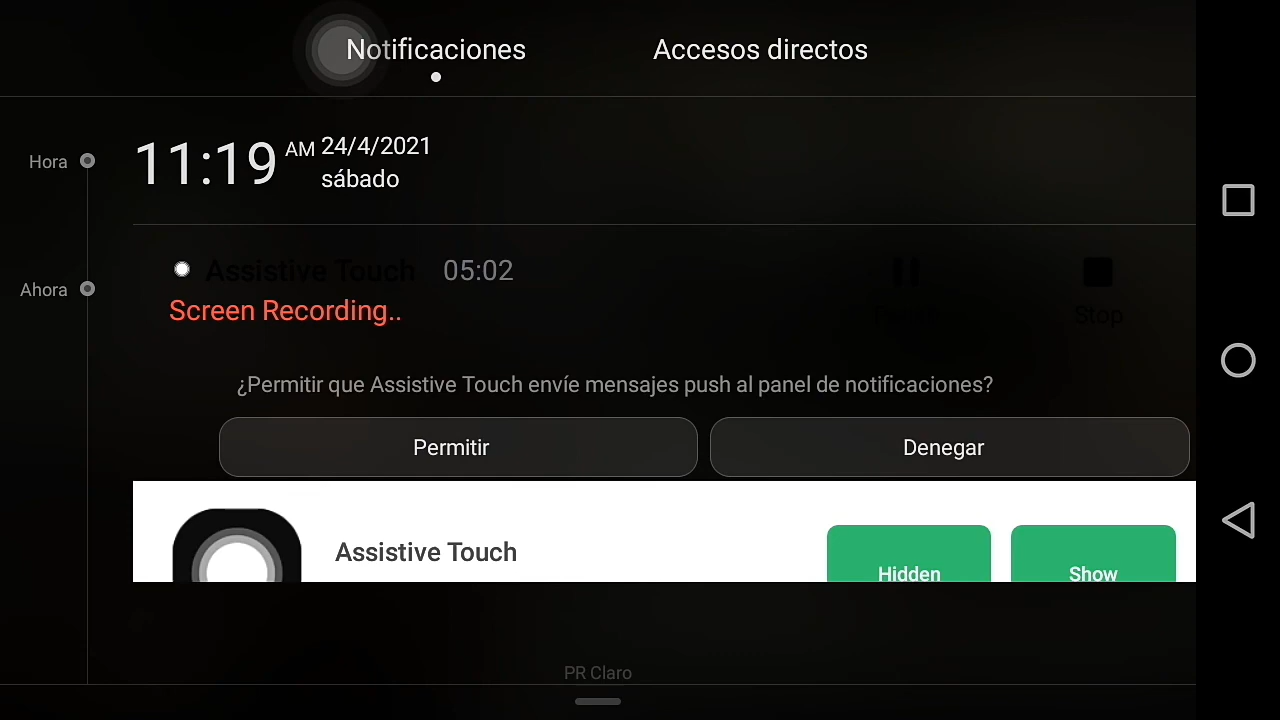 Notificaciones Accesos directos
Hora 11:19 AM 24/4/2021
sábado
Ahora Assistive Touch 05:02
Screen Recording..
Stop
¿Permitir que Assistive Touch envíe mensajes push al panel de notificaciones?
Permitir Denegar
Assistive Touch
Hidden Show
PR Claro